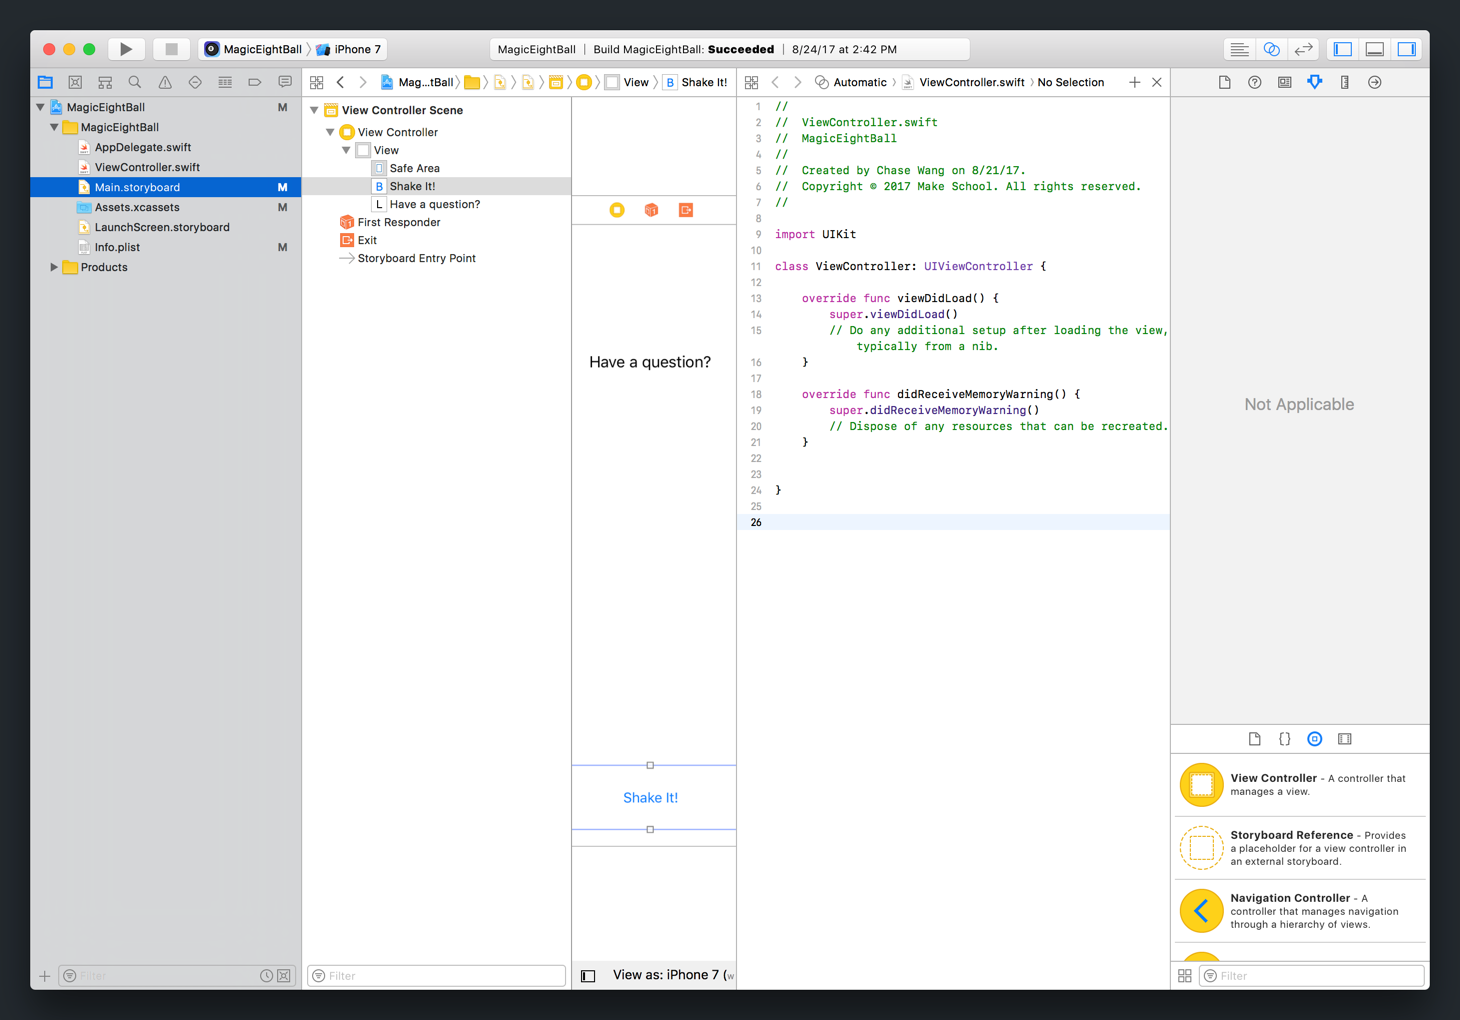 MagicEightBall
iPhone 7
MagicEightBall | Build MagicEightBall: Succeeded | 8/24/17 at 2:42 PM
Mag...tBall
View
B Shake It!
Automatic
ViewController.swift
No Selection
MagicEightBall M
MagicEightBall
AppDelegate.swift
ViewController.swift
Main.storyboard M
Assets.xcassets M
LaunchScreen.storyboard
Info.plist M
Products
Filter
View Controller Scene
View Controller
View
Safe Area
B Shake It!
L Have a question?
First Responder
Exit
Storyboard Entry Point
Filter
Have a question?
Shake It!
View as: iPhone 7 (w
1 //
2 //  ViewController.swift
3 //  MagicEightBall
4 //
5 //  Created by Chase Wang on 8/21/17.
6 //  Copyright © 2017 Make School. All rights reserved.
7 //
8
9 import UIKit
10
11 class ViewController: UIViewController {
12
13     override func viewDidLoad() {
14         super.viewDidLoad()
15         // Do any additional setup after loading the view,
typically from a nib.
16     }
17
18     override func didReceiveMemoryWarning() {
19         super.didReceiveMemoryWarning()
20         // Dispose of any resources that can be recreated.
21     }
22
23
24 }
25
26
Not Applicable
View Controller - A controller that
manages a view.
Storyboard Reference - Provides
a placeholder for a view controller in
an external storyboard.
Navigation Controller - A
controller that manages navigation
through a hierarchy of views.
Filter